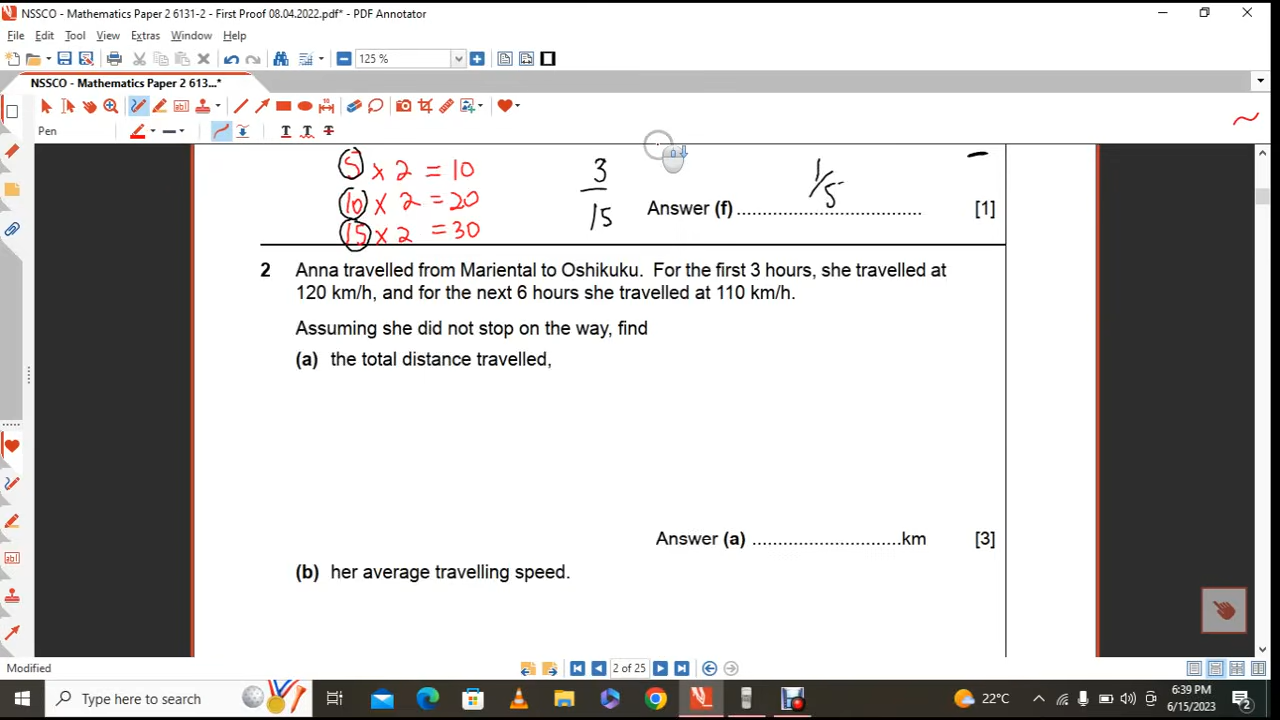 NSSCO - Mathematics Paper 2 6131-2 - First Proof 08.04.2022.pdf* - PDF Annotator
File Edit Tool View Extras Window Help
125 %
NSSCO - Mathematics Paper 2 613...*
Pen
5 x 2 = 10
10 x 2 = 20
15 x 2 = 30
3
15
1/5
Answer (f) .................................... [1]
2 Anna travelled from Mariental to Oshikuku. For the first 3 hours, she travelled at
120 km/h, and for the next 6 hours she travelled at 110 km/h.
Assuming she did not stop on the way, find
(a) the total distance travelled,
Answer (a) .............................km [3]
(b) her average travelling speed.
Modified
2 of 25
Type here to search
22°C
6:39 PM
6/15/2023
2